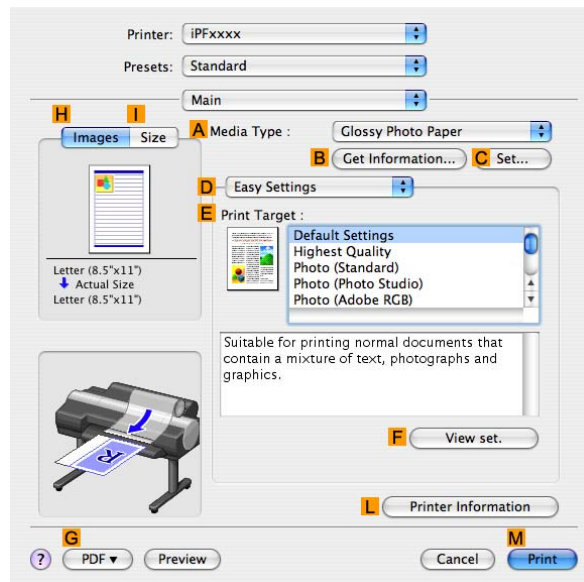 Printer: iPFxxxx
Presets: Standard
Main
H I
Images Size
A Media Type : Glossy Photo Paper
B Get Information... C Set...
D Easy Settings
E Print Target :
Default Settings
Highest Quality
Photo (Standard)
Photo (Photo Studio)
Photo (Adobe RGB)
Letter (8.5"x11")
Actual Size
Letter (8.5"x11")
Suitable for printing normal documents that
contain a mixture of text, photographs and
graphics.
R
F View set.
L Printer Information
G M
? PDF▼ Preview Cancel Print